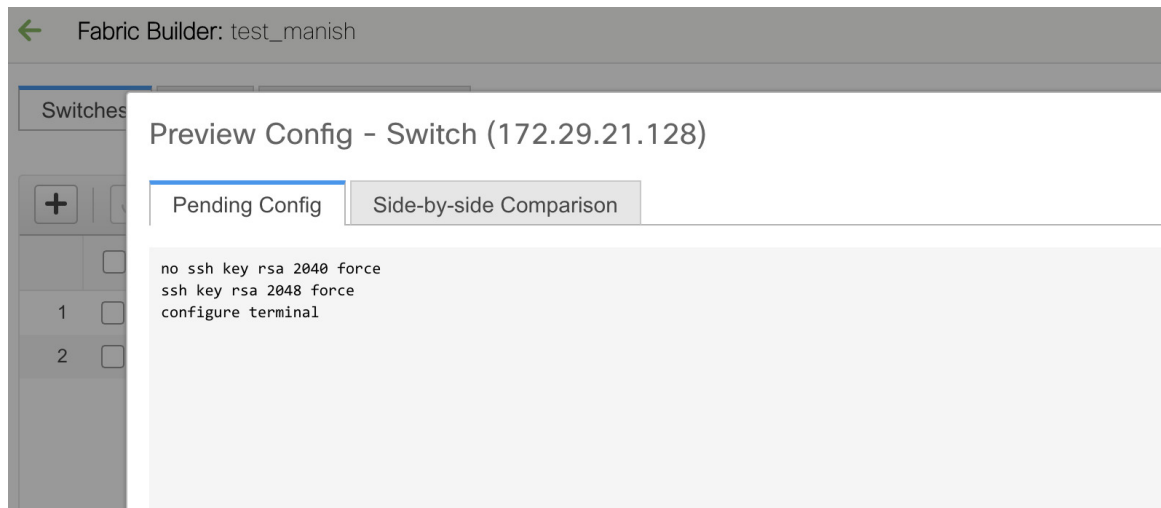 Fabric Builder: test_manish
Switches
Preview Config - Switch (172.29.21.128)
Pending Config
Side-by-side Comparison
no ssh key rsa 2040 force
ssh key rsa 2048 force
configure terminal
1
2